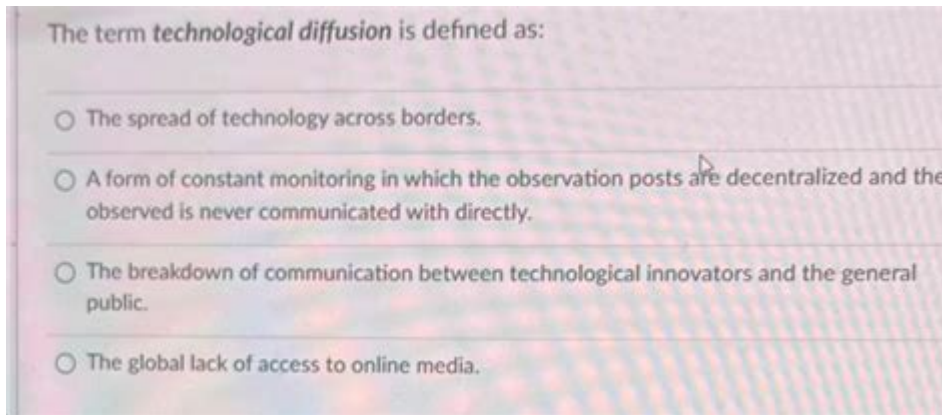 The term technological diffusion is defined as:
The spread of technology across borders.
A form of constant monitoring in which the observation posts are decentralized and the
observed is never communicated with directly.
The breakdown of communication between technological innovators and the general
public.
The global lack of access to online media.